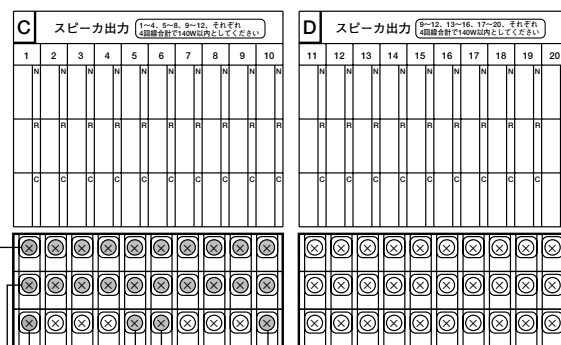 C スピーカ出力 1〜4、5〜8、9〜12、それぞれ
4回線合計で140W以内としてください
1 2 3 4 5 6 7 8 9 10
N N N N N N N N N N
R R R R R R R R R R
C C C C C C C C C C
D スピーカ出力 9〜12、13〜16、17〜20、それぞれ
4回線合計で140W以内としてください
11 12 13 14 15 16 17 18 19 20
N N N N N N N N N
R R R R R R R R R
C C C C C C C C C